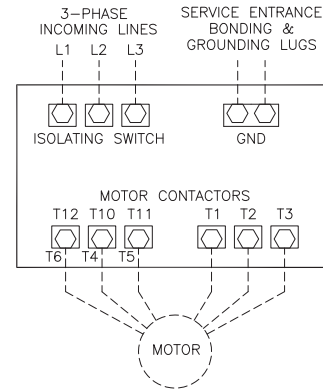 3-PHASE
INCOMING LINES
L1 L2 L3
SERVICE ENTRANCE
BONDING &
GROUNDING LUGS
ISOLATING SWITCH
GND
MOTOR CONTACTORS
T12 T10 T11 T1 T2 T3
T6 T4 T5
MOTOR